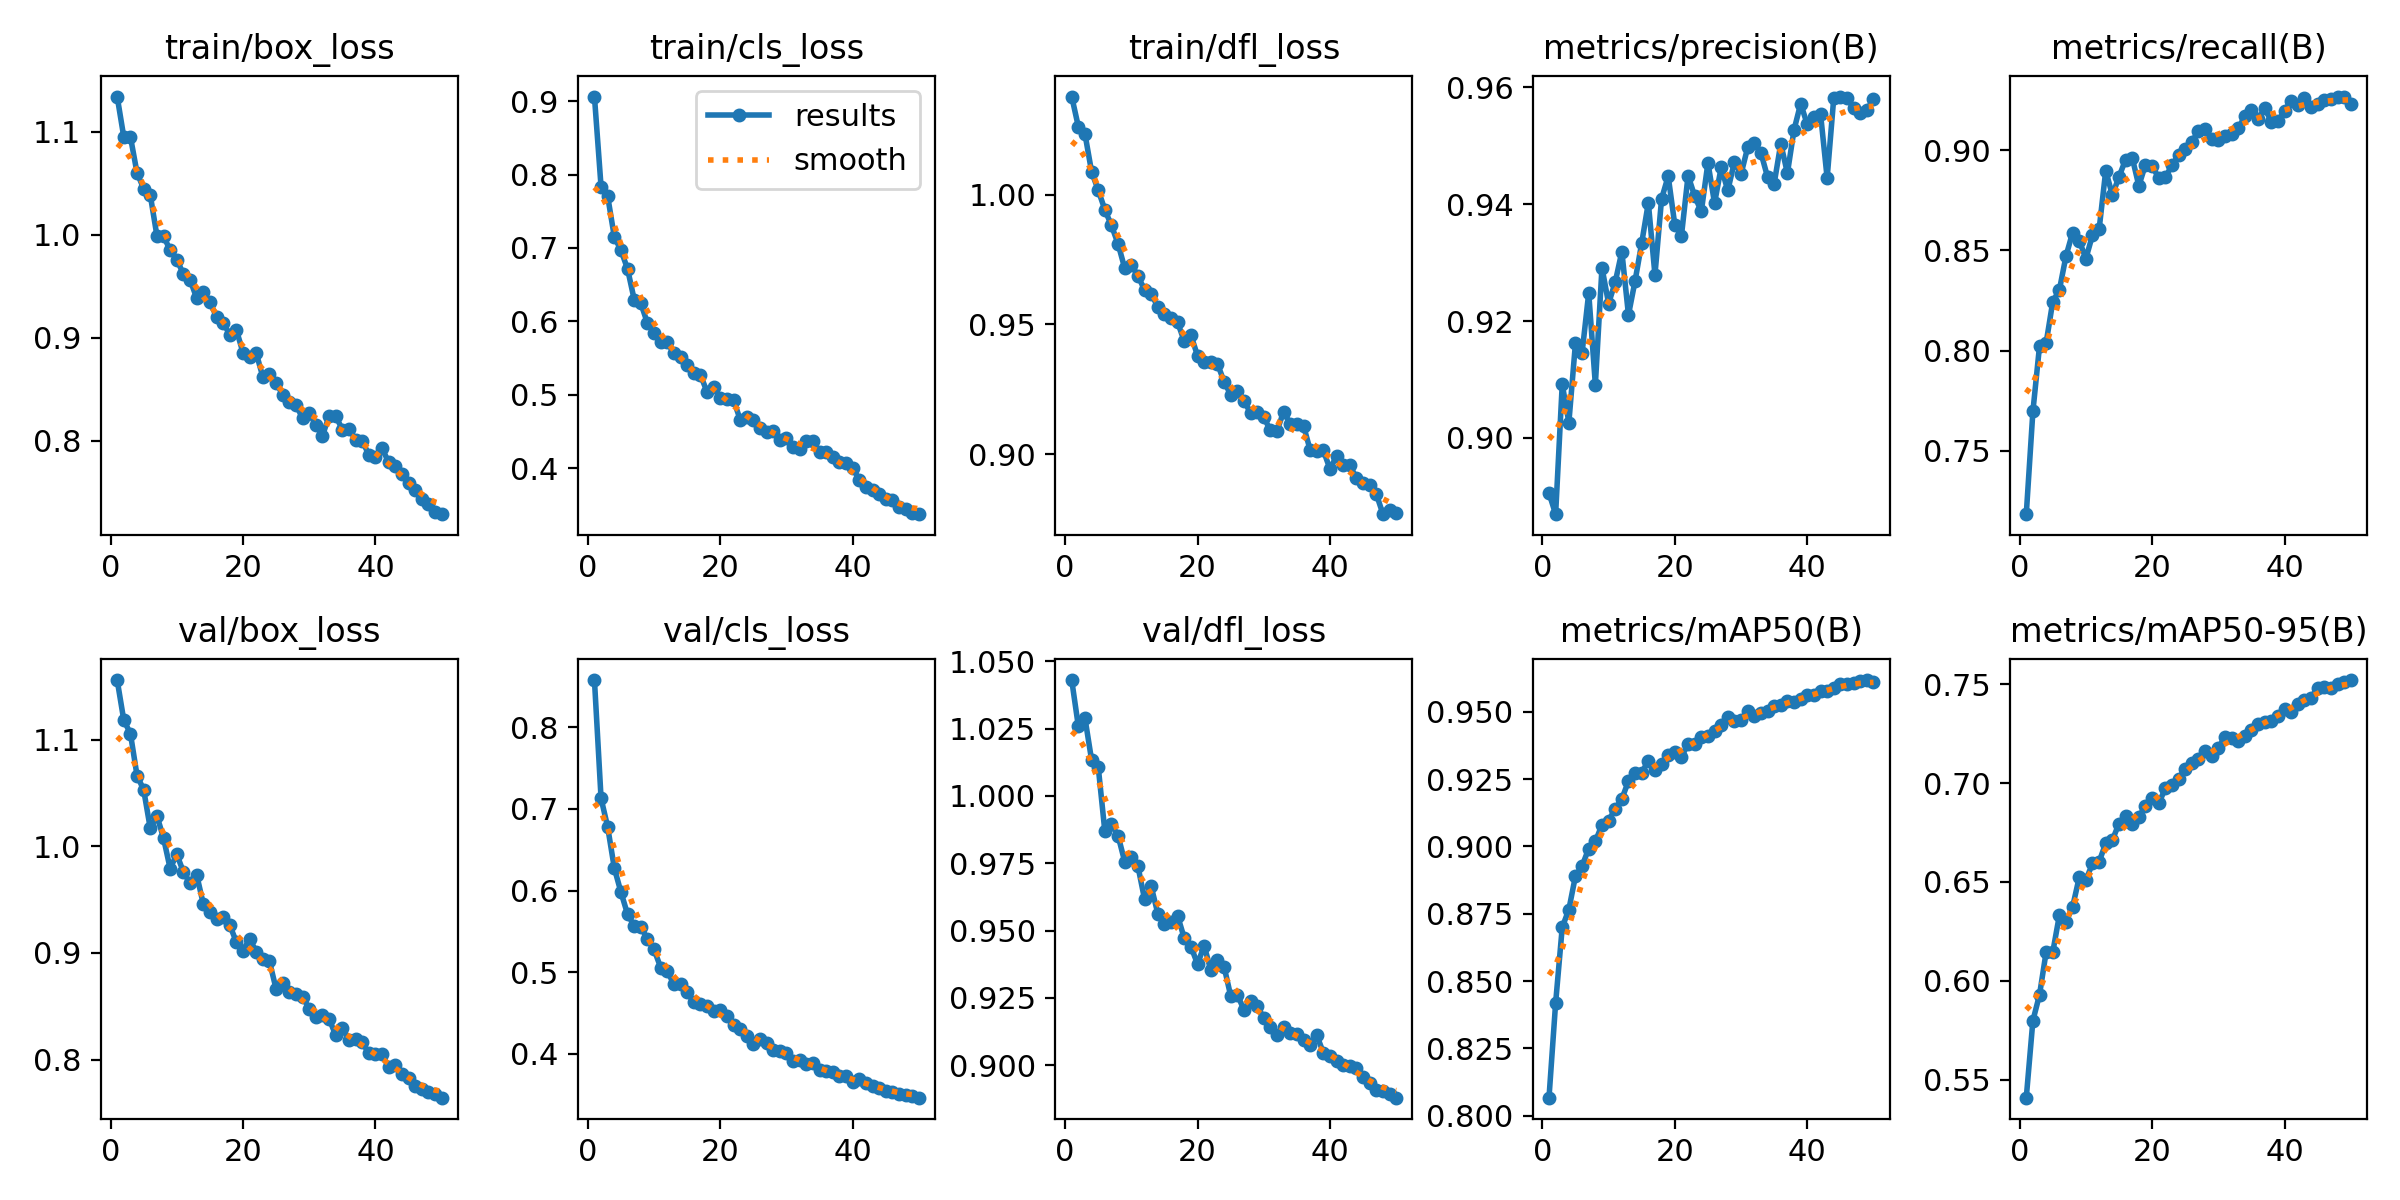 train/box_loss
train/cls_loss
train/dfl_loss
metrics/precision(B)
metrics/recall(B)
1.1
1.0
0.9
0.8
0 20 40
0.9
0.8
0.7
0.6
0.5
0.4
results
smooth
0 20 40
1.00
0.95
0.90
0 20 40
0.96
0.94
0.92
0.90
0 20 40
0.90
0.85
0.80
0.75
0 20 40
val/box_loss
val/cls_loss
val/dfl_loss
metrics/mAP50(B)
metrics/mAP50-95(B)
1.1
1.0
0.9
0.8
0 20 40
0.8
0.7
0.6
0.5
0.4
0 20 40
1.050
1.025
1.000
0.975
0.950
0.925
0.900
0 20 40
0.950
0.925
0.900
0.875
0.850
0.825
0.800
0 20 40
0.75
0.70
0.65
0.60
0.55
0 20 40